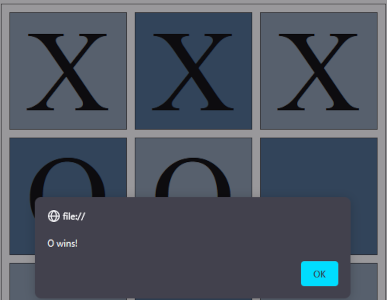 X X X
O O
file://
O wins!
OK